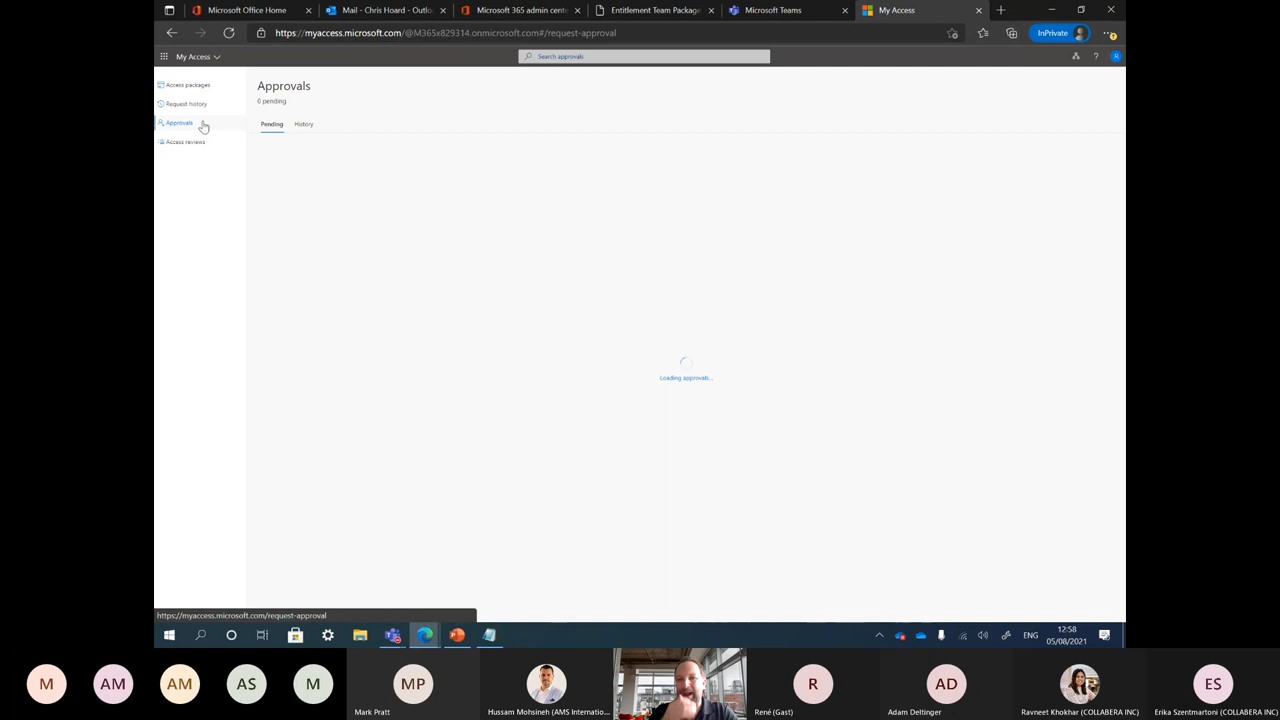 Microsoft Office Home
Mail - Chris Hoard - Outlo
Microsoft 365 admin cent
Entitlement Team Package
Microsoft Teams
My Access
https://myaccess.microsoft.com/@M365x829314.onmicrosoft.com#/request-approval
InPrivate
My Access
Search approvals
R
Access packages
Request history
Approvals
Access reviews
Approvals
0 pending
Pending
History
Loading approvals...
https://myaccess.microsoft.com/request-approval
ENG
12:58
05/08/2021
M
AM
AM
AS
M
MP
R
AD
ES
Mark Pratt
Hussam Mohsineh (AMS Internatio...
René (Gast)
Adam Deltinger
Ravneet Khokhar (COLLABERA INC)
Erika Szentmartoni (COLLABERA INC)